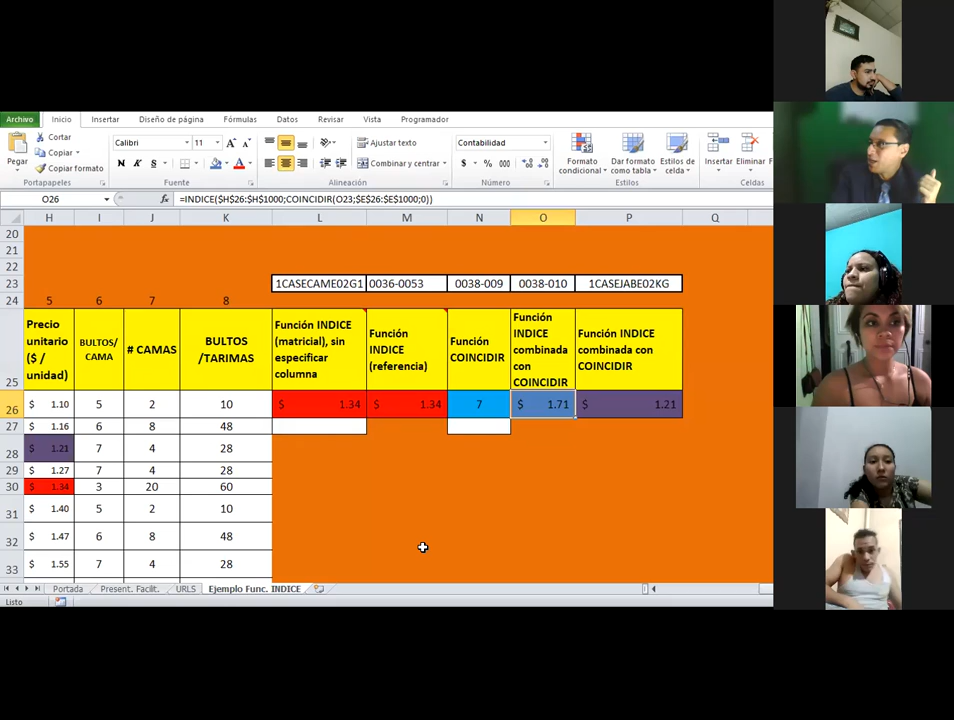 Archivo Inicio Insertar Diseño de página Fórmulas Datos Revisar Vista Programador
Pegar
Cortar
Copiar
Copiar formato
Portapapeles
Calibri 11
N K S
A
Fuente
Ajustar texto
Combinar y centrar
Alineación
Contabilidad
$ % 000
Número
Formato condicional
Dar formato como tabla
Estilos de celda
Estilos
Insertar
Eliminar
O26 fx =INDICE($H$26:$H$1000;COINCIDIR(O23;$E$26:$E$1000;0))
H I J K L M N O P Q
20
21
22
23 1CASECAME02G1 0036-0053 0038-009 0038-010 1CASEJABE02KG
24 5 6 7 8
25
Precio unitario ($ / unidad)
BULTOS/ CAMA
# CAMAS
BULTOS /TARIMAS
Función INDICE (matricial), sin especificar columna
Función INDICE (referencia)
Función COINCIDIR
Función INDICE combinada con COINCIDIR
Función INDICE combinada con COINCIDIR
26 $ 1.10 5 2 10 $ 1.34 $ 1.34 7 $ 1.71 $ 1.21
27 $ 1.16 6 8 48
28 $ 1.21 7 4 28
29 $ 1.27 7 4 28
30 $ 1.34 3 20 60
31 $ 1.40 5 2 10
32 $ 1.47 6 8 48
33 $ 1.55 7 4 28
Portada Present. Facilit. URLS Ejemplo Func. INDICE
Listo